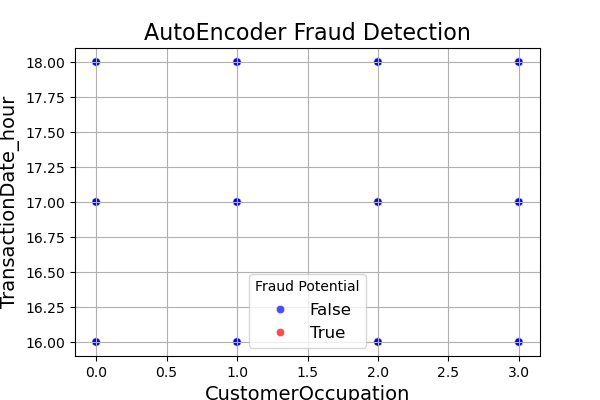 AutoEncoder Fraud Detection
TransactionDate_hour
18.00
17.75
17.50
17.25
17.00
16.75
16.50
16.25
16.00
Fraud Potential
False
True
0.0 0.5 1.0 1.5 2.0 2.5 3.0
CustomerOccupation